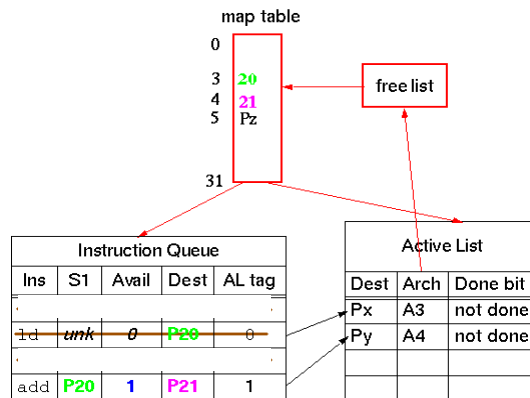 map table
0
3 20
4 21
5 Pz
31
free list
Instruction Queue
Ins S1 Avail Dest AL tag
ld unk 0 P20 0
add P20 1 P21 1
Active List
Dest Arch Done bit
Px A3 not done
Py A4 not done